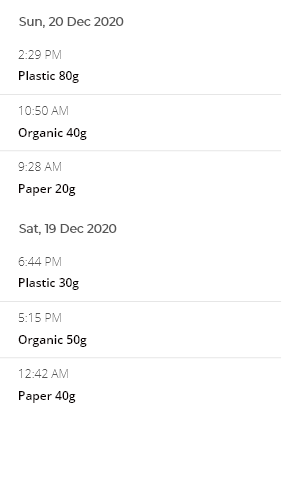 Sun, 20 Dec 2020
2:29 PM
Plastic 80g
10:50 AM
Organic 40g
9:28 AM
Paper 20g
Sat, 19 Dec 2020
6:44 PM
Plastic 30g
5:15 PM
Organic 50g
12:42 AM
Paper 40g